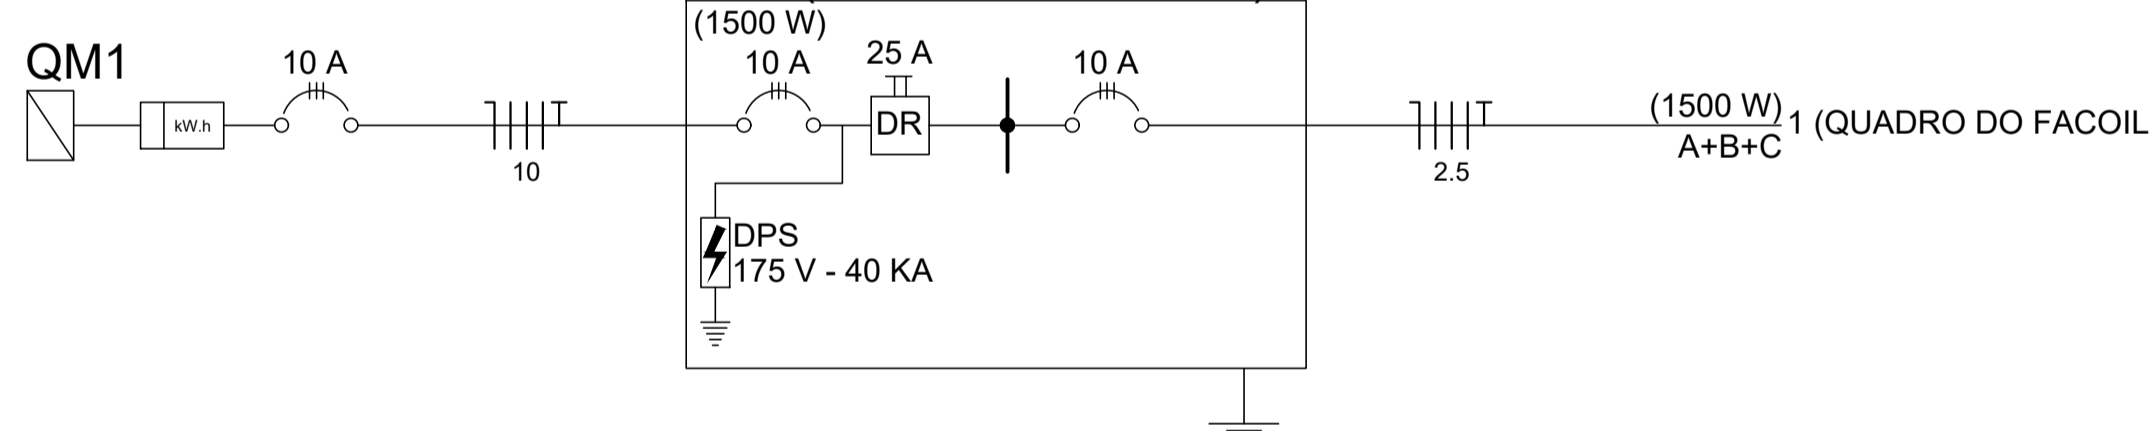 (1500 W)
QM1
10 A
10 A
25 A
10 A
kW.h
DR
(1500 W)
1 (QUADRO DO FACOIL
A+B+C
10
2.5
DPS
175 V - 40 KA